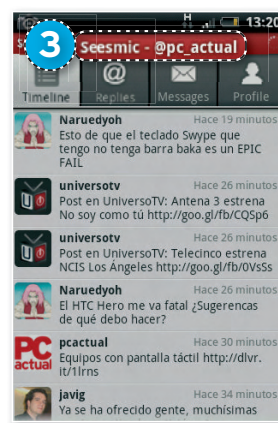 H 13:20
3
Seesmic - @pc_actual
Timeline Replies Messages Profile
Naruedyoh Hace 19 minutos
Esto de que el teclado Swype que
tengo no tenga barra baka es un EPIC
FAIL
universotv Hace 26 minutos
Post en UniversoTV: Antena 3 estrena
No soy como tú http://goo.gl/fb/CQSp6
universotv Hace 26 minutos
Post en UniversoTV: Telecinco estrena
NCIS Los Ángeles http://goo.gl/fb/0VsSs
Naruedyoh Hace 26 minutos
El HTC Hero me va fatal ¿Sugerencas
de qué debo hacer?
PC
actual
pcactual Hace 30 minutos
Equipos con pantalla táctil http://dlvr.
it/1lrns
javig Hace 34 minutos
Ya se ha ofrecido gente, muchísimas